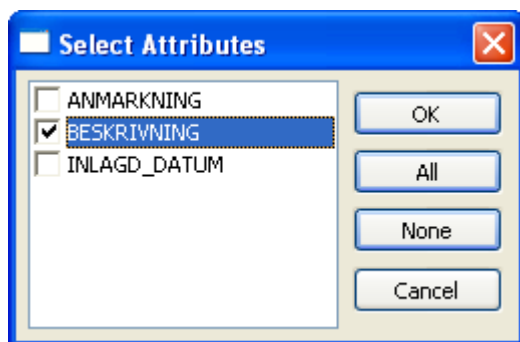 Select Attributes
ANMARKNING
BESKRIVNING
INLAGD_DATUM
OK
All
None
Cancel